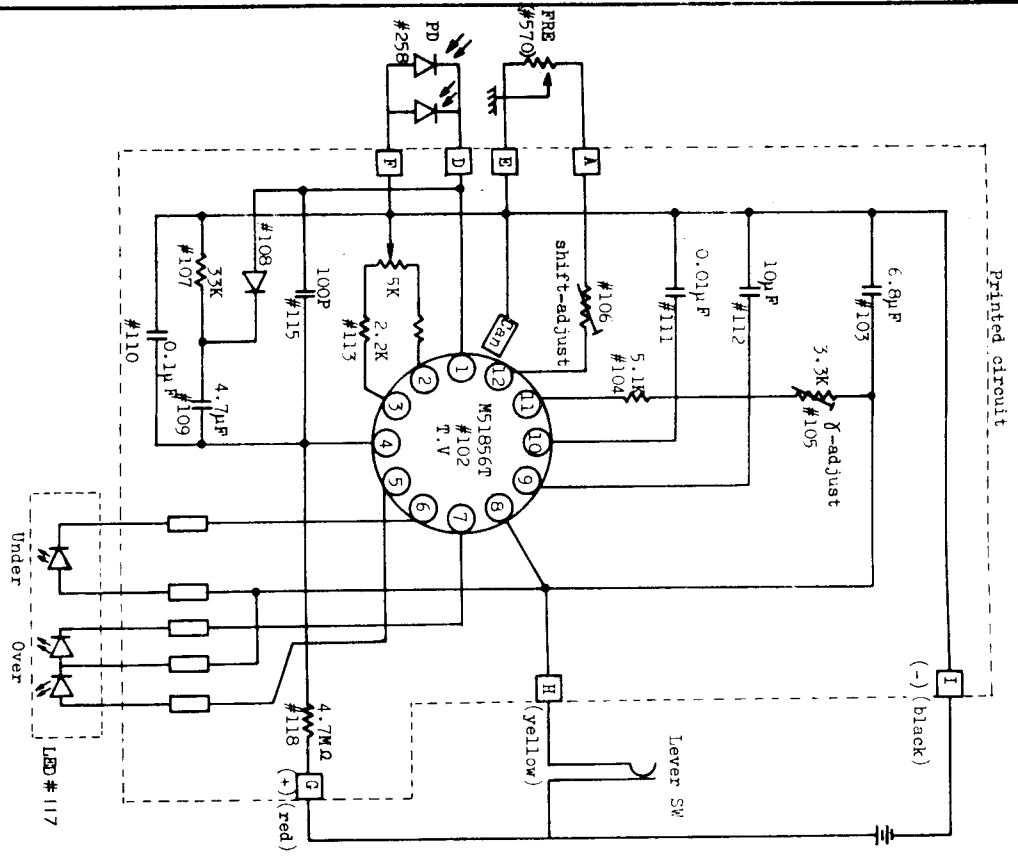 Printed circuit
FRE
(#570)
PD
#258
F
D
E
A
#108
33K
#107
#110
0.1μF
#109
4.7μF
100P
#115
5K
2.2K
#113
Can
shift-adjust
#106
0.01μF
#111
10μF
#112
6.8μF
#103
5.1K
#104
3.3K
#105
γ-adjust
M51856T
#102
T.V
1
2
3
4
5
6
7
8
9
10
11
12
Under
Over
LED #117
4.7MΩ
#118
G
(+)(red)
H
(yellow)
Lever SW
I
(-)(black)